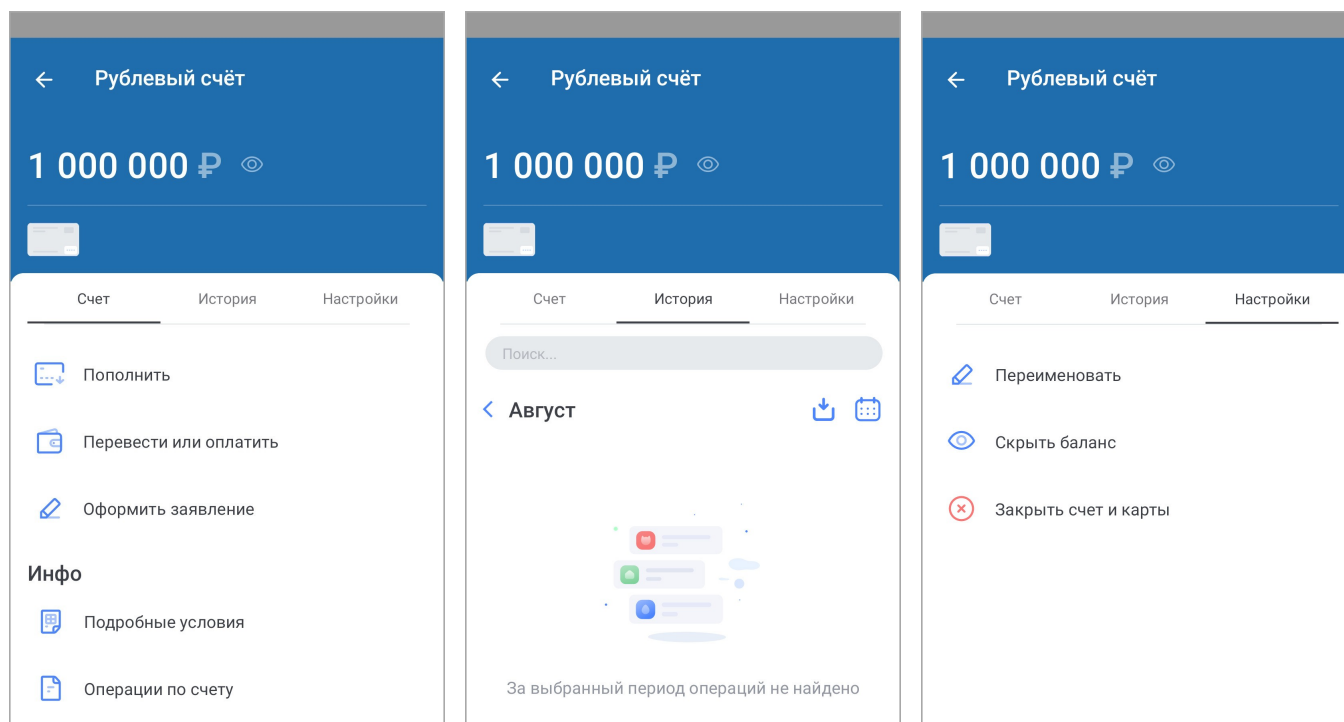 Рублевый счёт
1 000 000 ₽
Счет История Настройки
Пополнить
Перевести или оплатить
Оформить заявление
Инфо
Подробные условия
Операции по счету
Рублевый счёт
1 000 000 ₽
Счет История Настройки
Поиск...
Август
За выбранный период операций не найдено
Рублевый счёт
1 000 000 ₽
Счет История Настройки
Переименовать
Скрыть баланс
Закрыть счет и карты